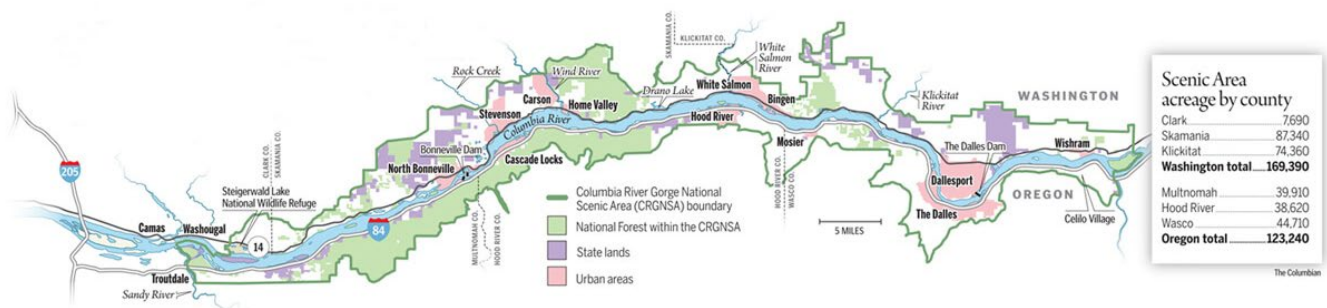 SKAMANIA CO.
KLICKITAT CO.
Rock Creek
Wind River
Drano Lake
White Salmon
White
Salmon
River
Carson
Home Valley
Bingen
Klickitat
River
WASHINGTON
Stevenson
Columbia River
Hood River
Mosier
Wishram
Bonneville Dam
The Dalles Dam
CLARK CO.
SKAMANIA CO.
North Bonneville
Cascade Locks
Dallesport
OREGON
205
Steigerwald Lake
National Wildlife Refuge
HOOD RIVER CO.
WASCO CO.
The Dalles
Celilo Village
Camas
Washougal
14
84
MULTNOMAH CO.
HOOD RIVER CO.
Troutdale
Sandy River
Columbia River Gorge National
Scenic Area (CRGNSA) boundary
National Forest within the CRGNSA
State lands
Urban areas
5 MILES
Scenic Area
acreage by county
Clark 7,690
Skamania 87,340
Klickitat 74,360
Washington total 169,390
Multnomah 39,910
Hood River 38,620
Wasco 44,710
Oregon total 123,240
The Columbian